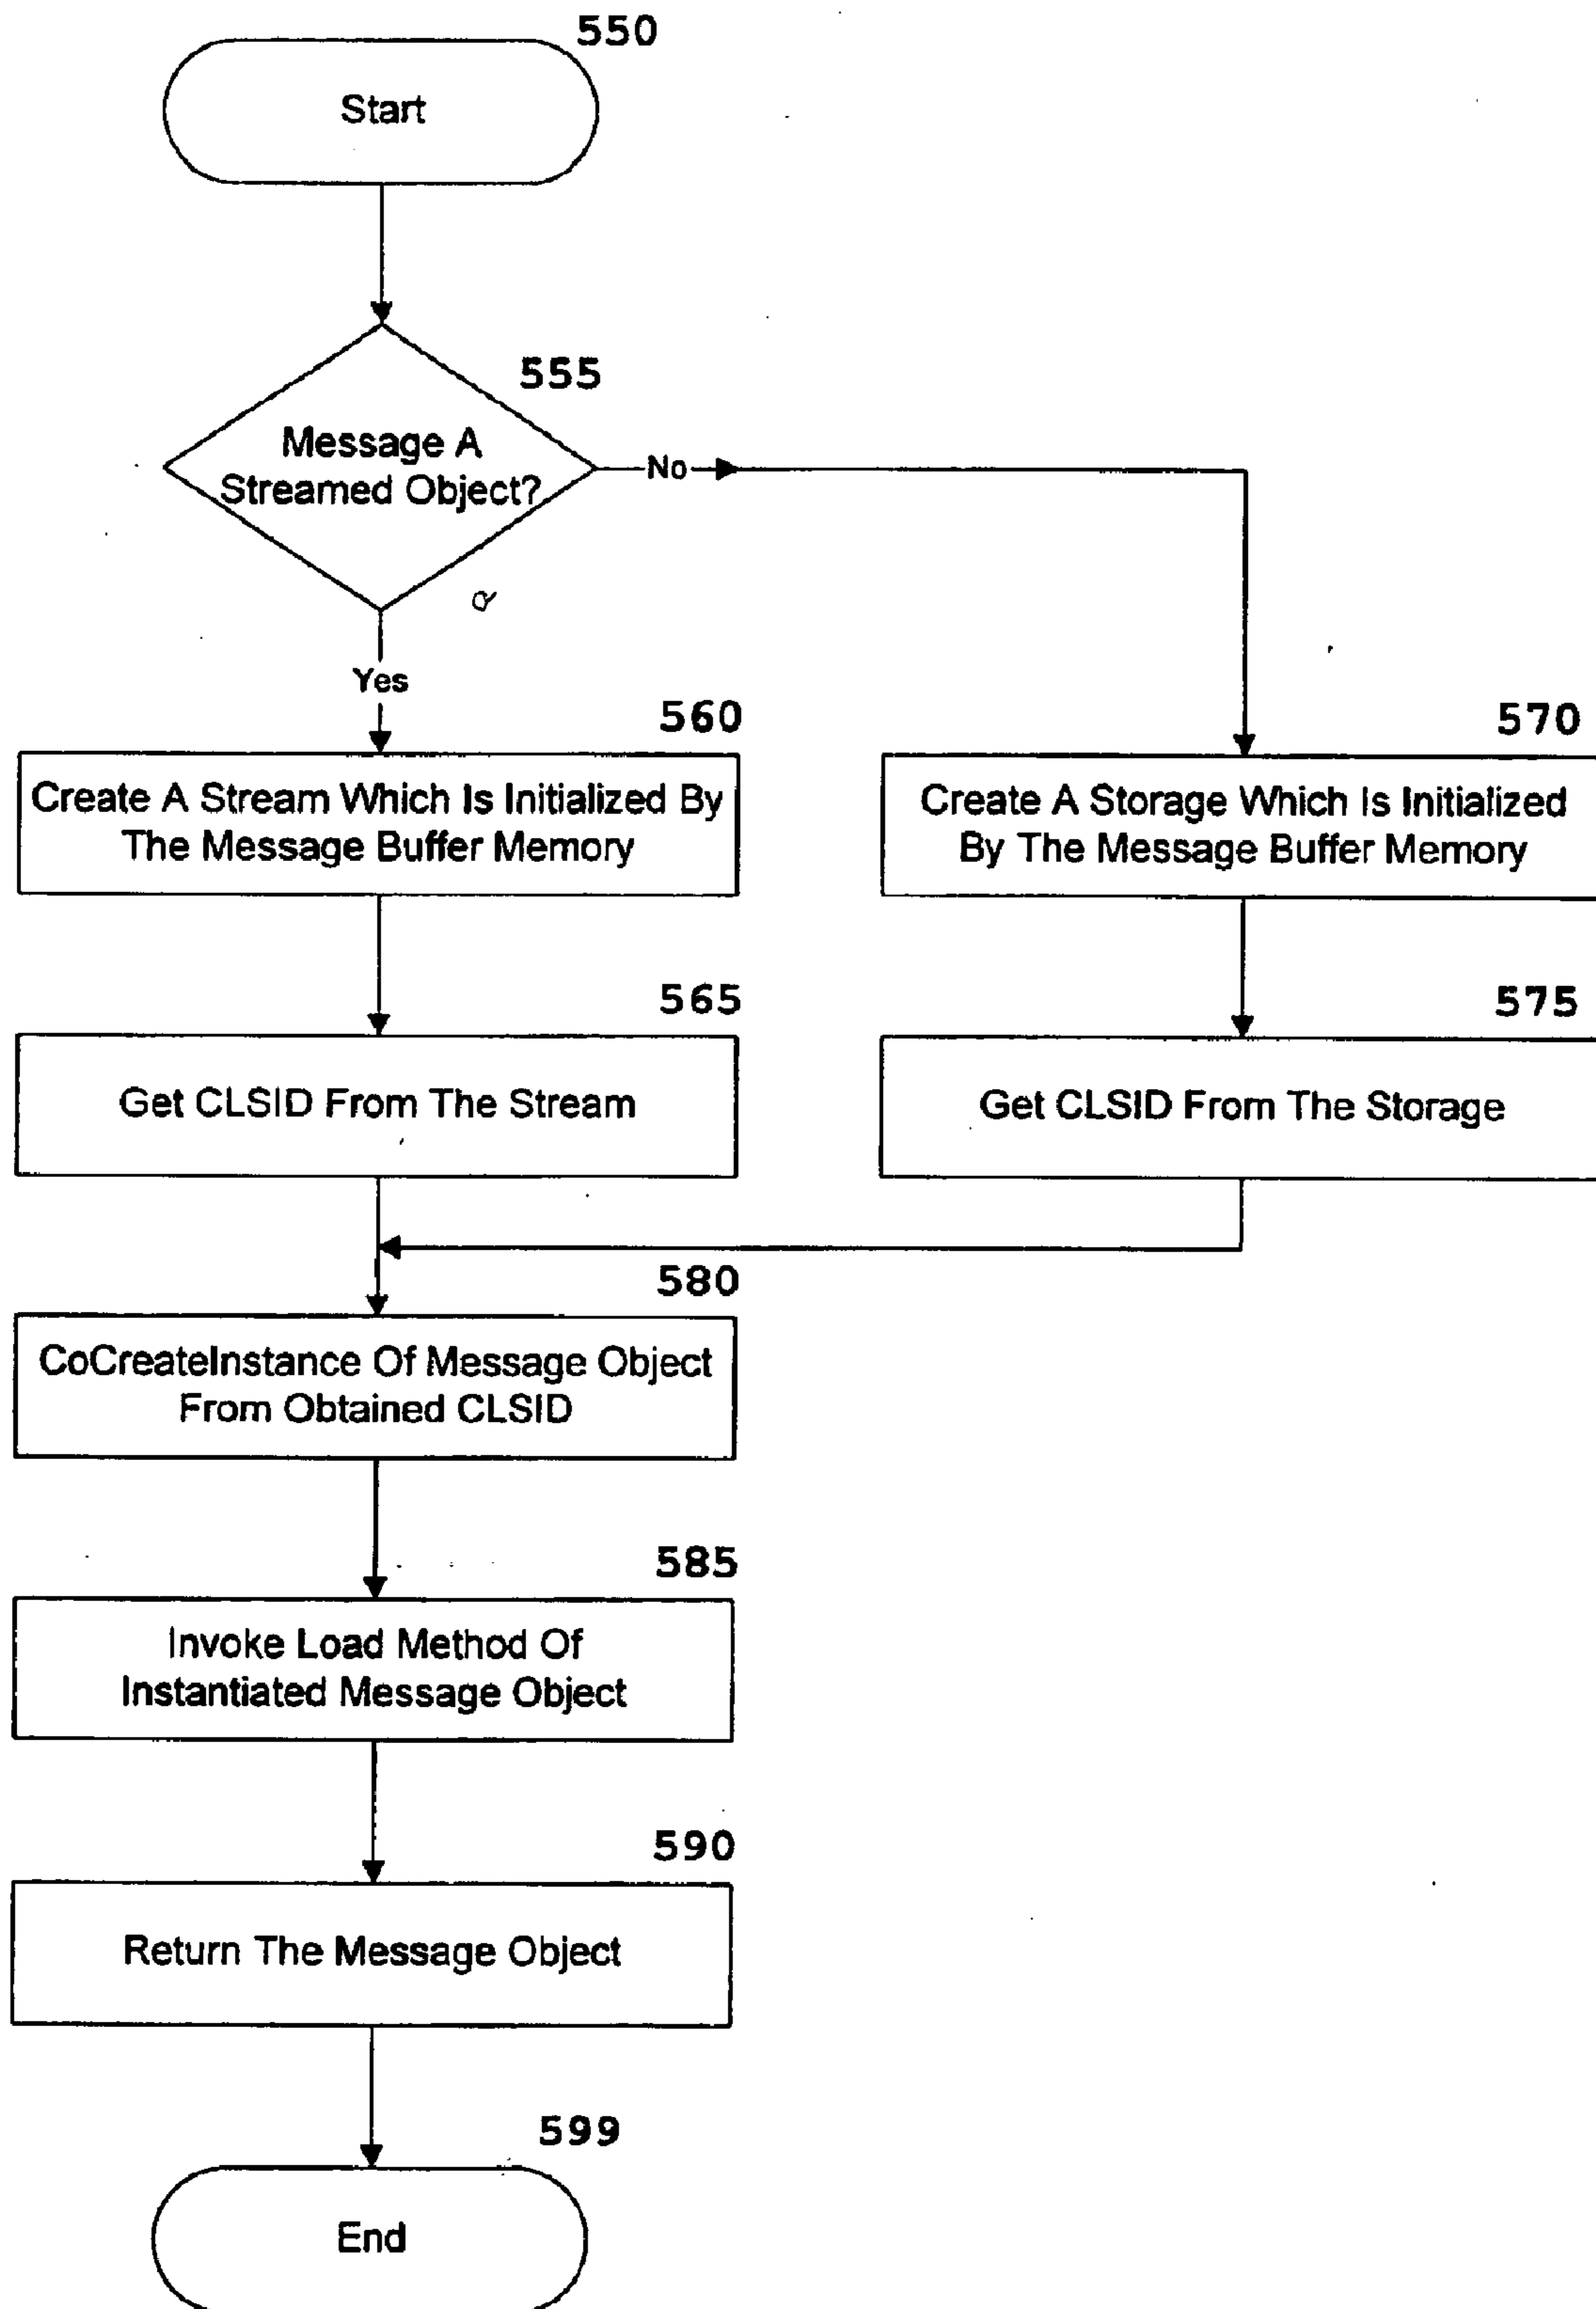 550
Start
555
Message A
Streamed Object?
No
Yes
560
Create A Stream Which Is Initialized By
The Message Buffer Memory
570
Create A Storage Which Is Initialized
By The Message Buffer Memory
565
Get CLSID From The Stream
575
Get CLSID From The Storage
580
CoCreateInstance Of Message Object
From Obtained CLSID
585
Invoke Load Method Of
Instantiated Message Object
590
Return The Message Object
599
End